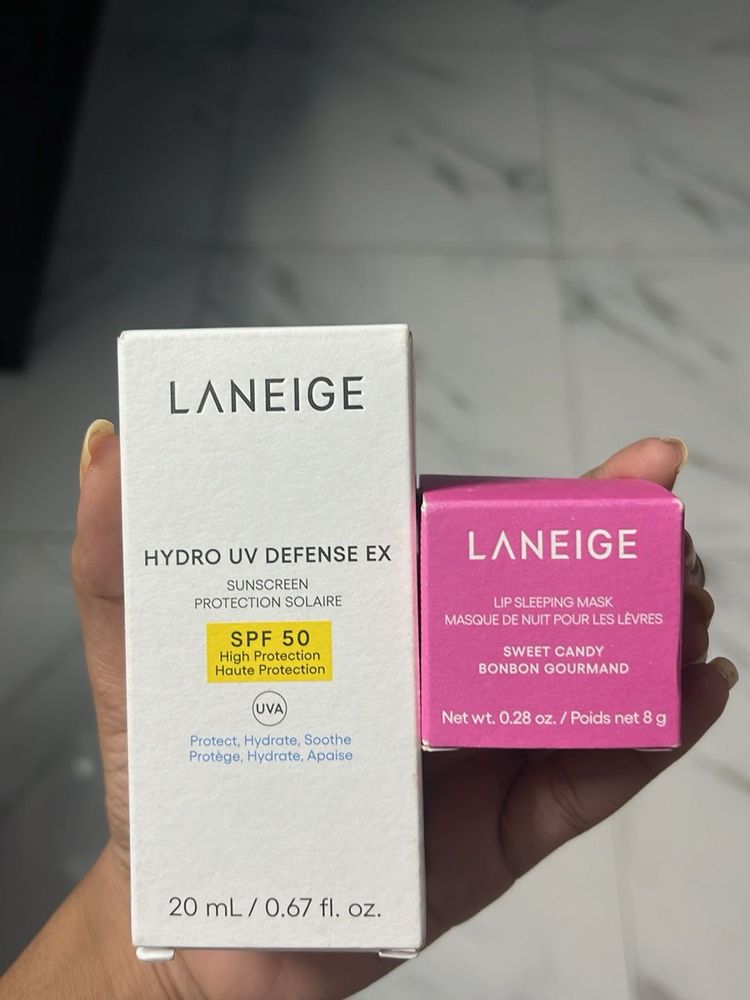 LANEIGE
HYDRO UV DEFENSE EX
SUNSCREEN
PROTECTION SOLAIRE
SPF 50
High Protection
Haute Protection
UVA
Protect, Hydrate, Soothe
Protège, Hydrate, Apaise
20 mL / 0.67 fl. oz.
LANEIGE
LIP SLEEPING MASK
MASQUE DE NUIT POUR LES LÈVRES
SWEET CANDY
BONBON GOURMAND
Net wt. 0.28 oz. / Poids net 8 g